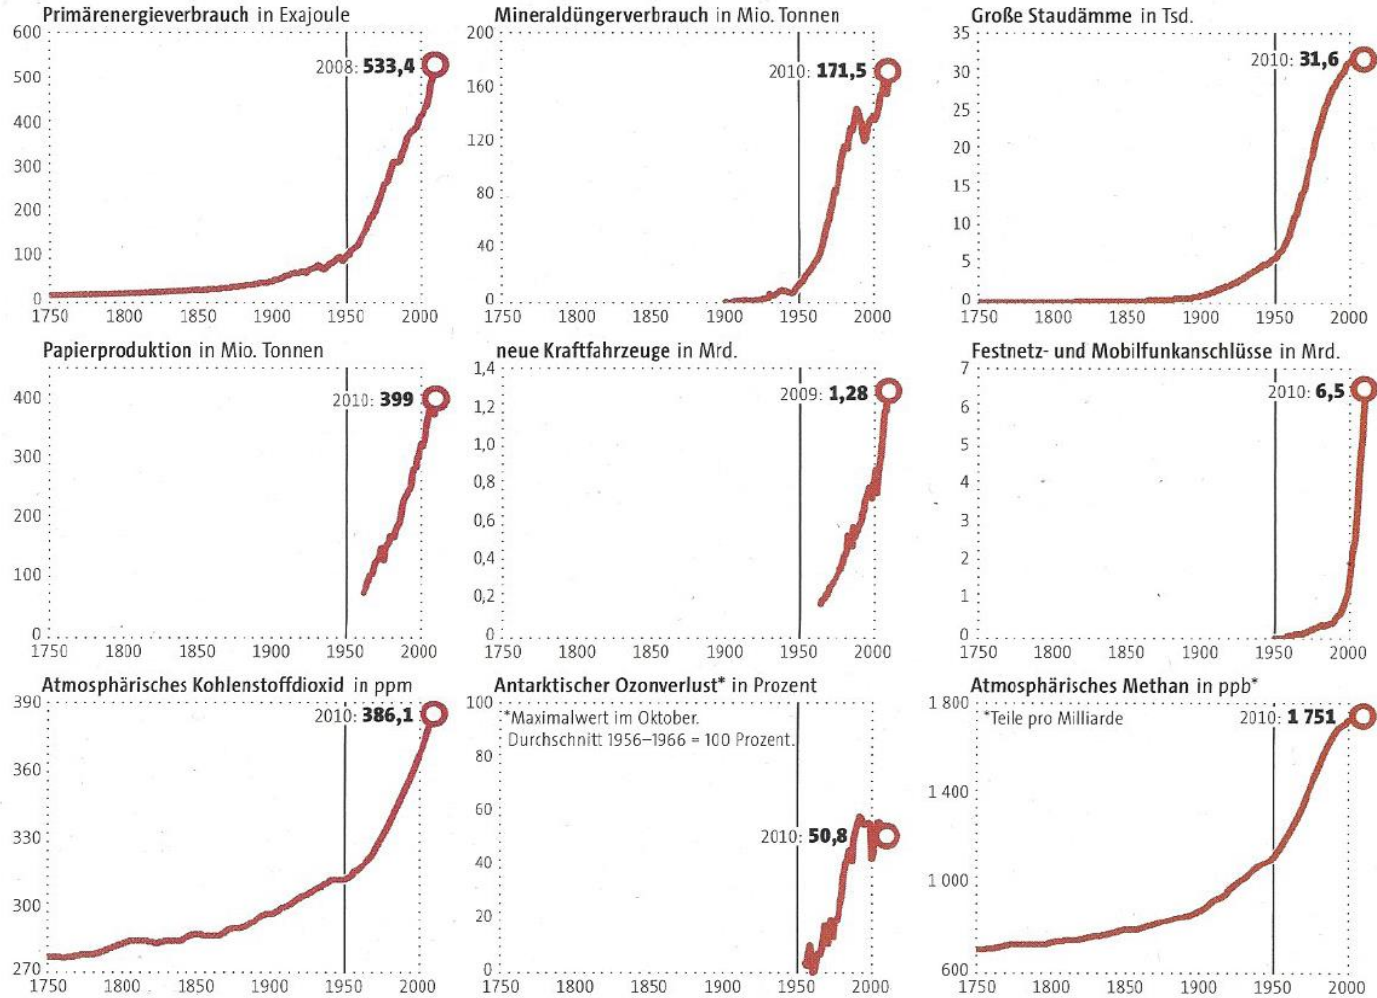 Primärenergieverbrauch in Exajoule
600
500
400
300
200
100
0
2008: 533,4
1750 1800 1850 1900 1950 2000
Mineraldüngerverbrauch in Mio. Tonnen
200
160
120
80
40
0
2010: 171,5
1750 1800 1850 1900 1950 2000
Große Staudämme in Tsd.
35
30
25
20
15
10
5
0
2010: 31,6
1750 1800 1850 1900 1950 2000
Papierproduktion in Mio. Tonnen
400
300
200
100
0
2010: 399
1750 1800 1850 1900 1950 2000
neue Kraftfahrzeuge in Mrd.
1,4
1,2
1,0
0,8
0,6
0,4
0,2
0
2009: 1,28
1750 1800 1850 1900 1950 2000
Festnetz- und Mobilfunkanschlüsse in Mrd.
7
6
5
4
3
2
1
0
2010: 6,5
1750 1800 1850 1900 1950 2000
Atmosphärisches Kohlenstoffdioxid in ppm
390
360
330
300
270
2010: 386,1
1750 1800 1850 1900 1950 2000
Antarktischer Ozonverlust* in Prozent
*Maximalwert im Oktober.
Durchschnitt 1956–1966 = 100 Prozent.
100
80
60
40
20
0
2010: 50,8
1750 1800 1850 1900 1950 2000
Atmosphärisches Methan in ppb*
*Teile pro Milliarde
1 800
1 400
1 000
600
2010: 1 751
1750 1800 1850 1900 1950 2000